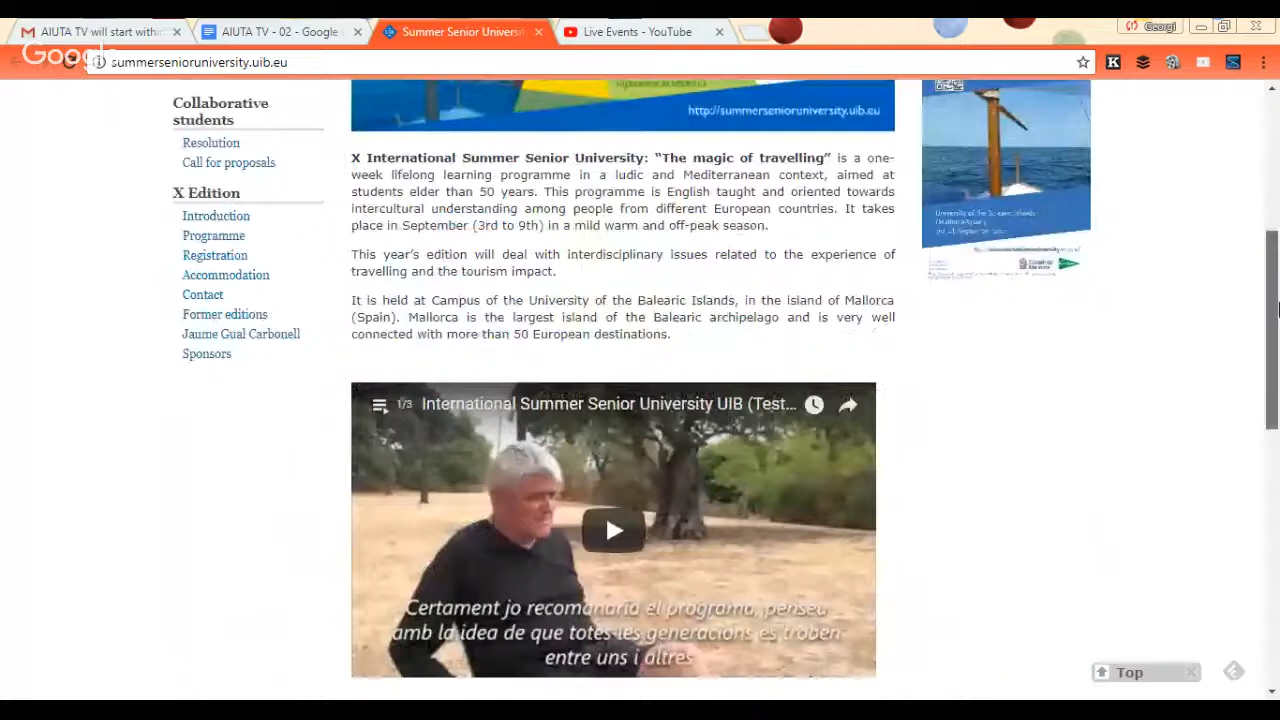 AIUTA TV will start withi
AIUTA TV - 02 - Google
Summer Senior Universit
Live Events - YouTube
Georgi
Google
summersenioruniversity.uib.eu
Collaborative
students
Resolution
Call for proposals
X Edition
Introduction
Programme
Registration
Accommodation
Contact
Former editions
Jaume Gual Carbonell
Sponsors
http://summersenioruniversity.uib.eu
X International Summer Senior University: “The magic of travelling” is a one-
week lifelong learning programme in a ludic and Mediterranean context, aimed at
students elder than 50 years. This programme is English taught and oriented towards
intercultural understanding among people from different European countries. It takes
place in September (3rd to 9th) in a mild warm and off-peak season.
This year’s edition will deal with interdisciplinary issues related to the experience of
travelling and the tourism impact.
It is held at Campus of the University of the Balearic Islands, in the island of Mallorca
(Spain). Mallorca is the largest island of the Balearic archipelago and is very well
connected with more than 50 European destinations.
1/3 International Summer Senior University UIB (Test...
Certament jo recomanaria el programa, penseu
amb la idea de que totes les generacions es troben
entre uns i altres
Top